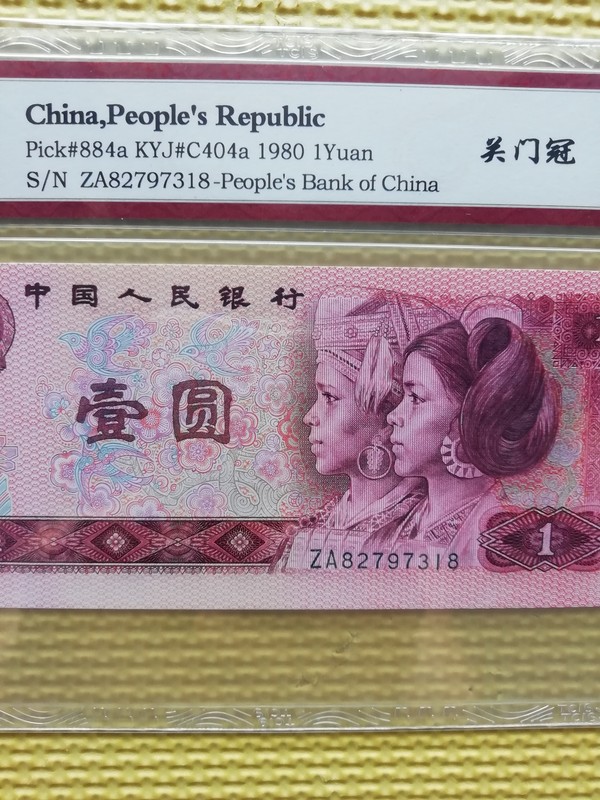 China,People's Republic
Pick#884a KYJ#C404a 1980 1Yuan
关门冠
S/N ZA82797318-People's Bank of China
中国人民银行
壹圆
ZA82797318
1